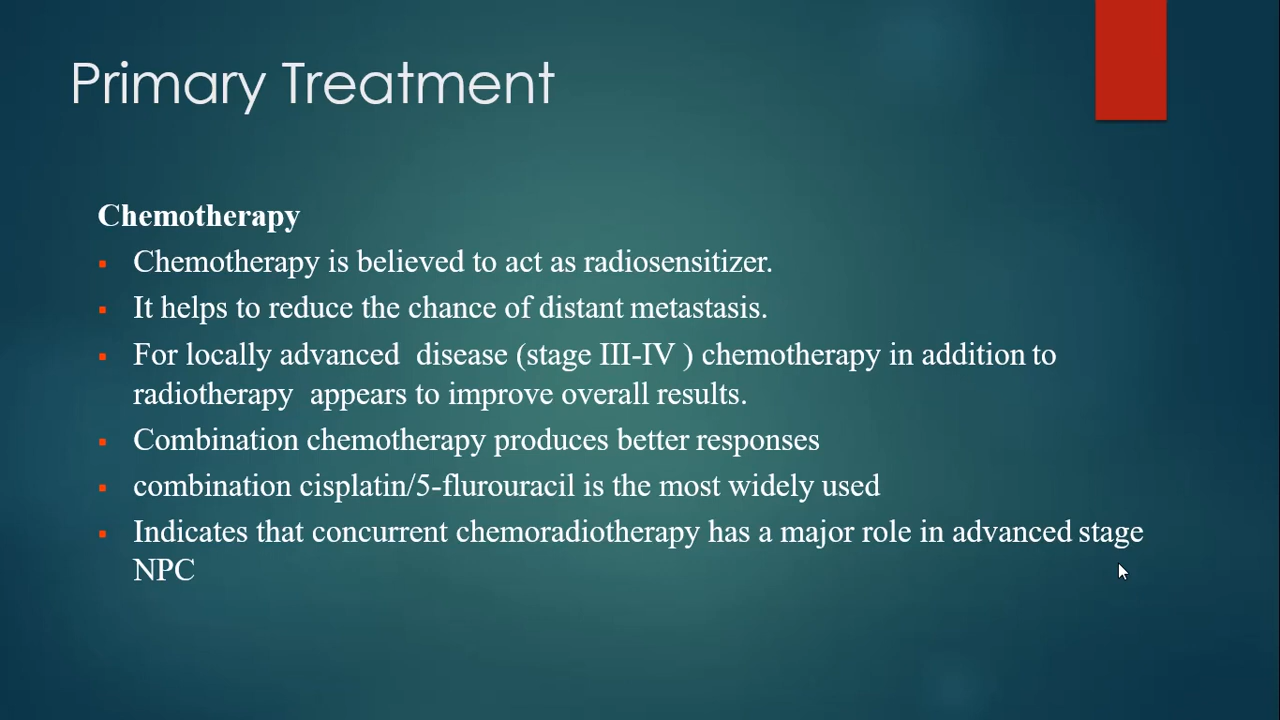 Primary Treatment
Chemotherapy
▪ Chemotherapy is believed to act as radiosensitizer.
▪ It helps to reduce the chance of distant metastasis.
▪ For locally advanced  disease (stage III-IV ) chemotherapy in addition to
radiotherapy  appears to improve overall results.
▪ Combination chemotherapy produces better responses
▪ combination cisplatin/5-flurouracil is the most widely used
▪ Indicates that concurrent chemoradiotherapy has a major role in advanced stage
NPC